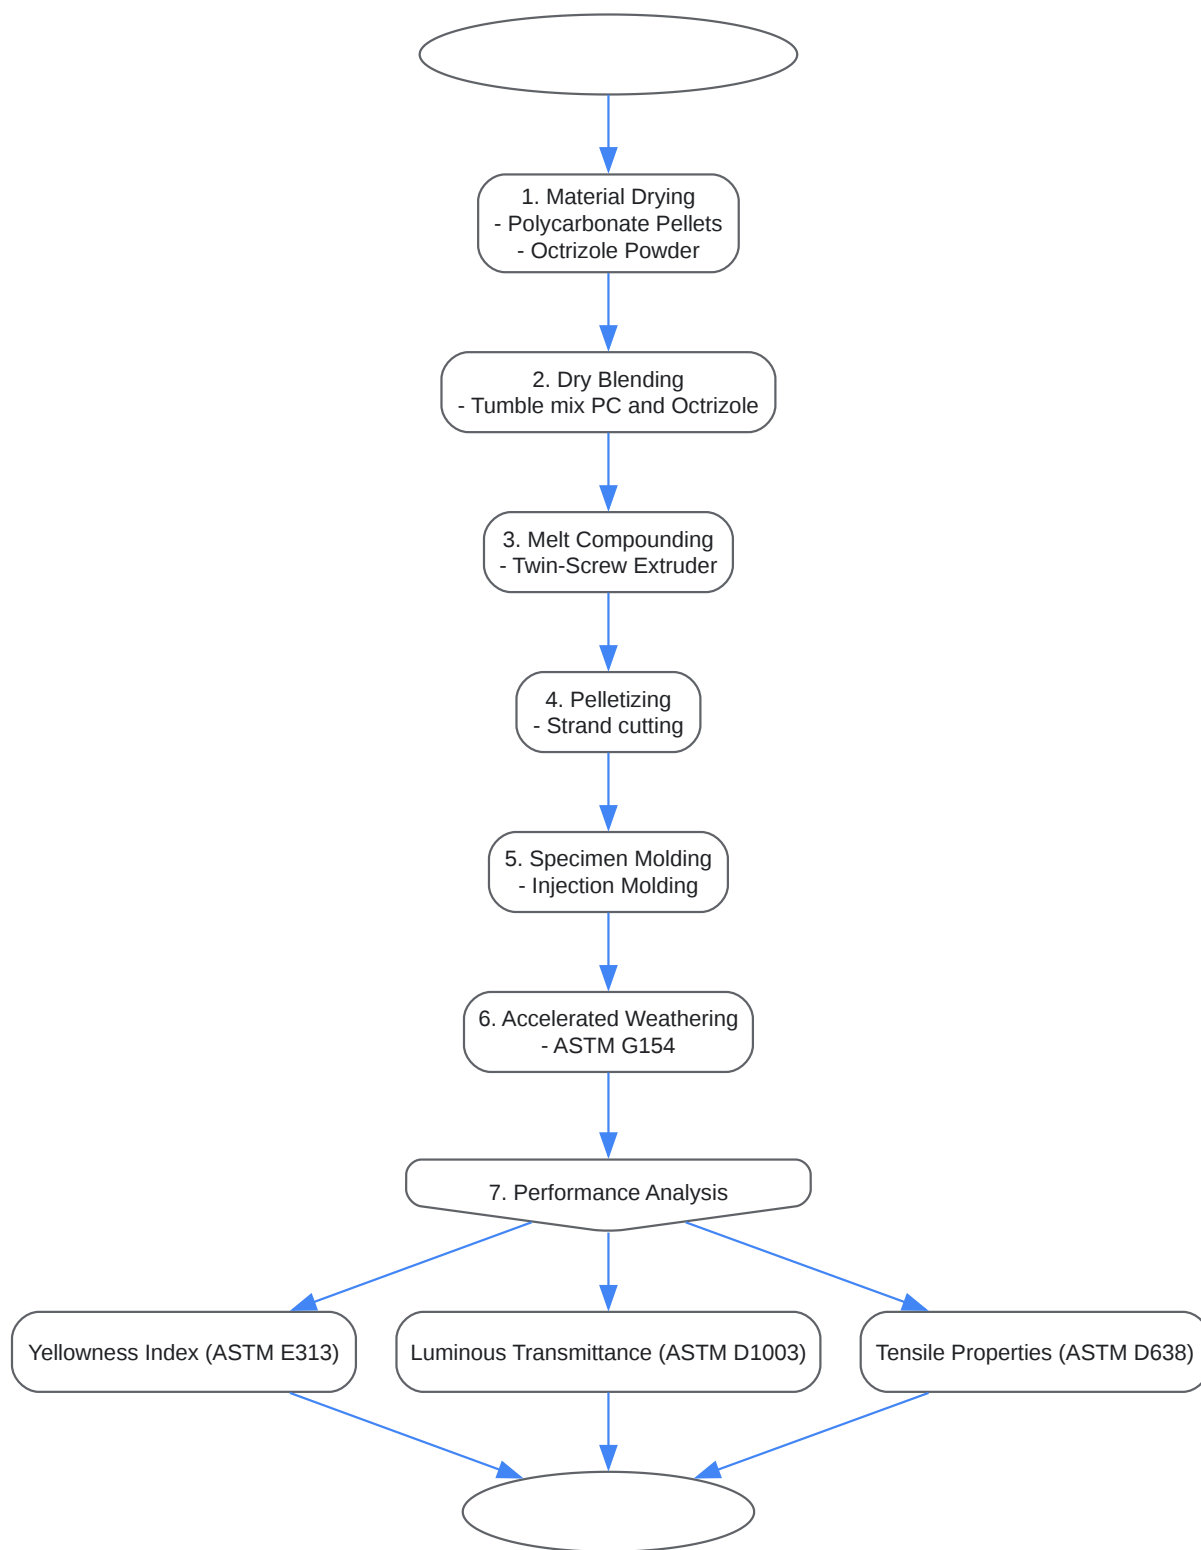 1. Material Drying
- Polycarbonate Pellets
- Octrizole Powder
2. Dry Blending
- Tumble mix PC and Octrizole
3. Melt Compounding
- Twin-Screw Extruder
4. Pelletizing
- Strand cutting
5. Specimen Molding
- Injection Molding
6. Accelerated Weathering
- ASTM G154
7. Performance Analysis
Yellowness Index (ASTM E313)
Luminous Transmittance (ASTM D1003)
Tensile Properties (ASTM D638)